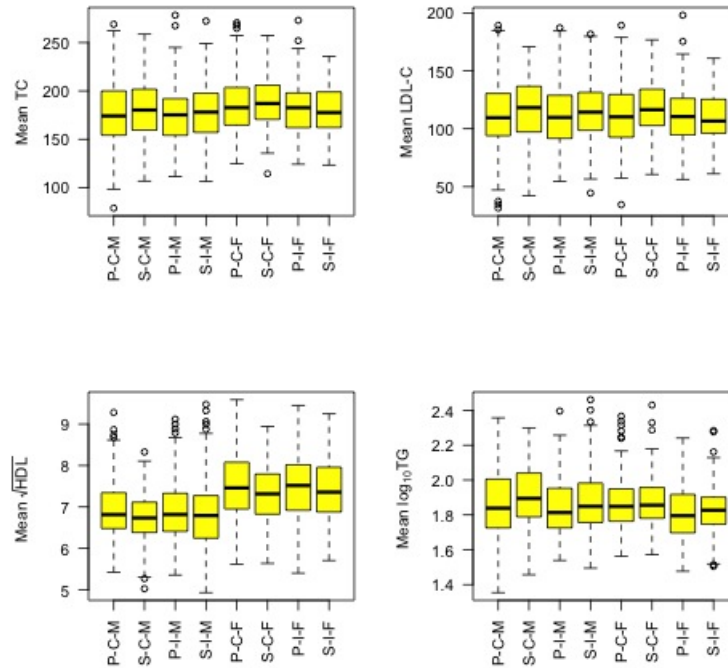 Mean TC
200
250
150
100
P-C-M
S-C-M
P-I-M
S-I-M
P-C-F
S-C-F
P-I-F
S-I-F
Mean LDL-C
200
150
100
50
P-C-M
S-C-M
P-I-M
S-I-M
P-C-F
S-C-F
P-I-F
S-I-F
Mean √HDL
9
8
7
6
5
P-C-M
S-C-M
P-I-M
S-I-M
P-C-F
S-C-F
P-I-F
S-I-F
Mean log₁₀TG
2.4
2.2
2.0
1.8
1.6
1.4
P-C-M
S-C-M
P-I-M
S-I-M
P-C-F
S-C-F
P-I-F
S-I-F